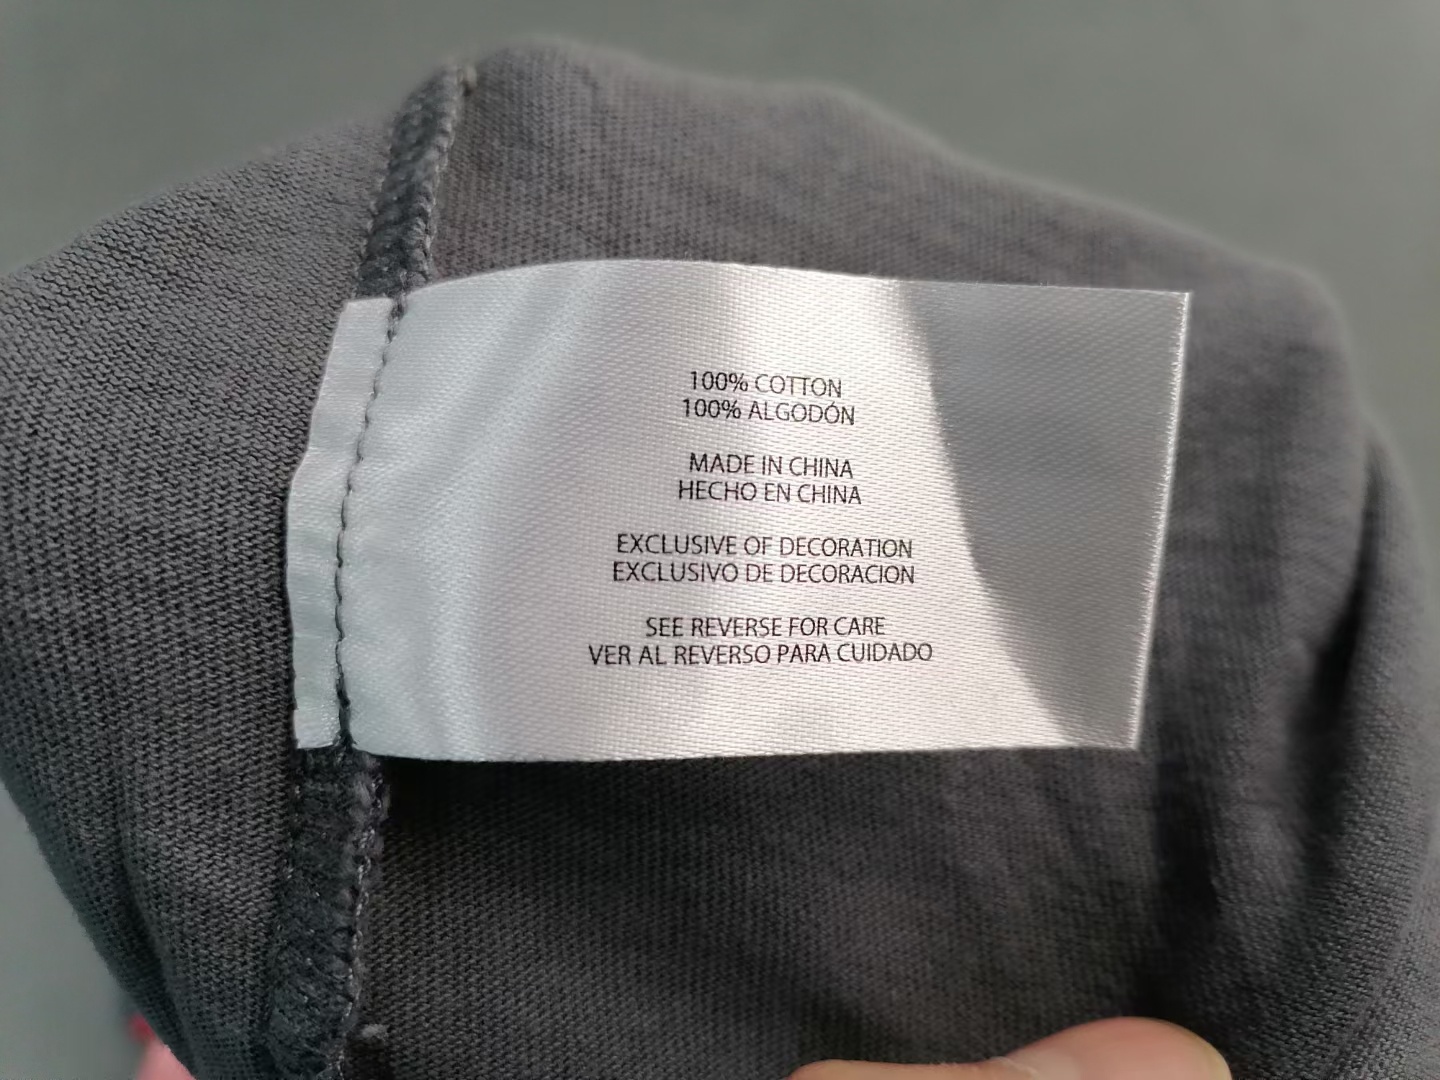 100% COTTON
100% ALGODÓN
MADE IN CHINA
HECHO EN CHINA
EXCLUSIVE OF DECORATION
EXCLUSIVO DE DECORACION
SEE REVERSE FOR CARE
VER AL REVERSO PARA CUIDADO